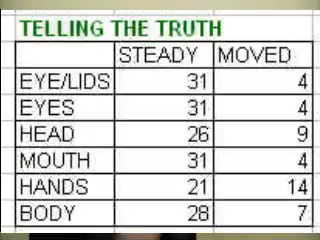 TELLING THE TRUTH
STEADY MOVED
EYE/LIDS 31 4
EYES 31 4
HEAD 26 9
MOUTH 31 4
HANDS 21 14
BODY 28 7